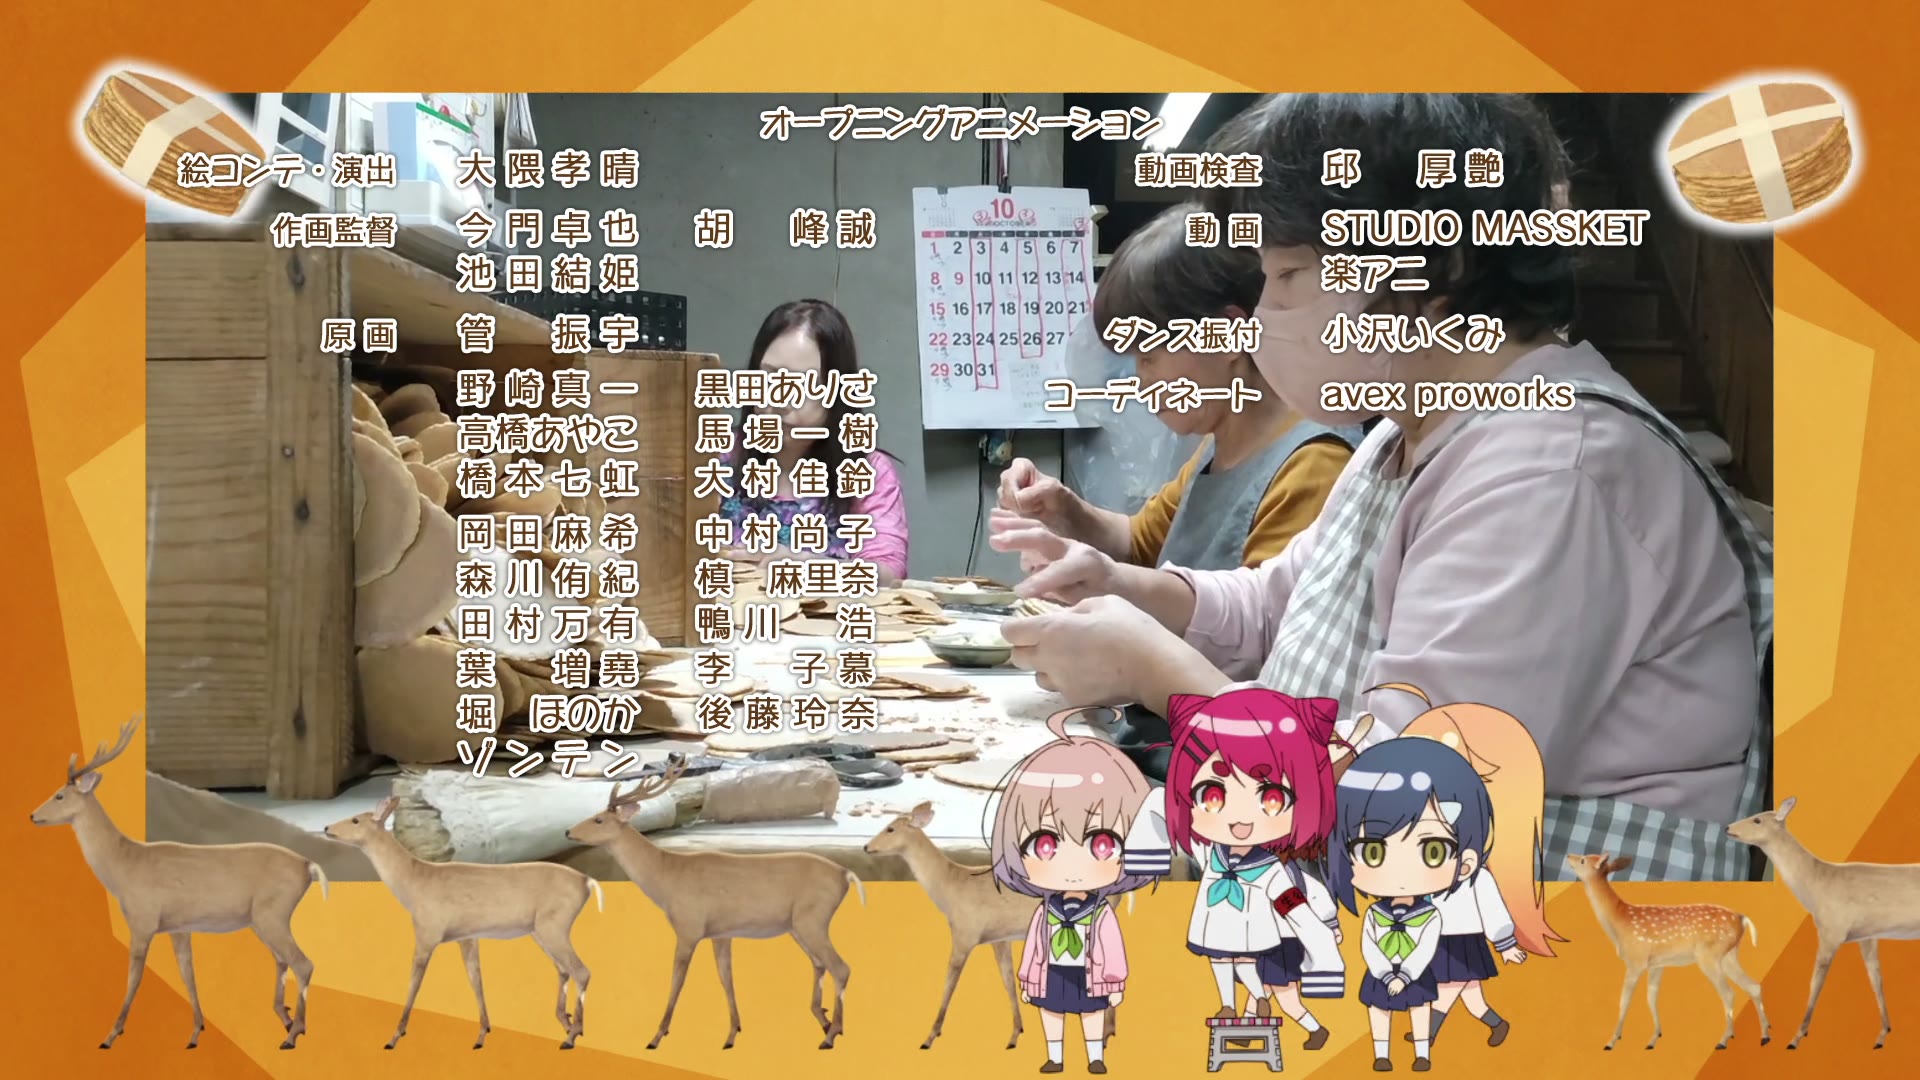 オープニングアニメーション
絵コンテ・演出 大隈孝晴
作画監督 今門卓也 胡 峰誠
池田結姫
原画 管 振宇
野崎真一 黒田ありさ
高橋あやこ 馬場一樹
橋本七虹 大村佳鈴
岡田麻希 中村尚子
森川侑紀 槙 麻里奈
田村万有 鴨川 浩
葉 増堯 李 子慕
堀 ほのか 後藤玲奈
ゾンテン
動画検査 邱 厚艶
動画 STUDIO MASSKET
楽アニ
ダンス振付 小沢いくみ
コーディネート avex proworks
10
OCTOBER
1 2 3 4 5 6 7
8 9 10 11 12 13 14
15 16 17 18 19 20 21
22 23 24 25 26 27
29 30 31